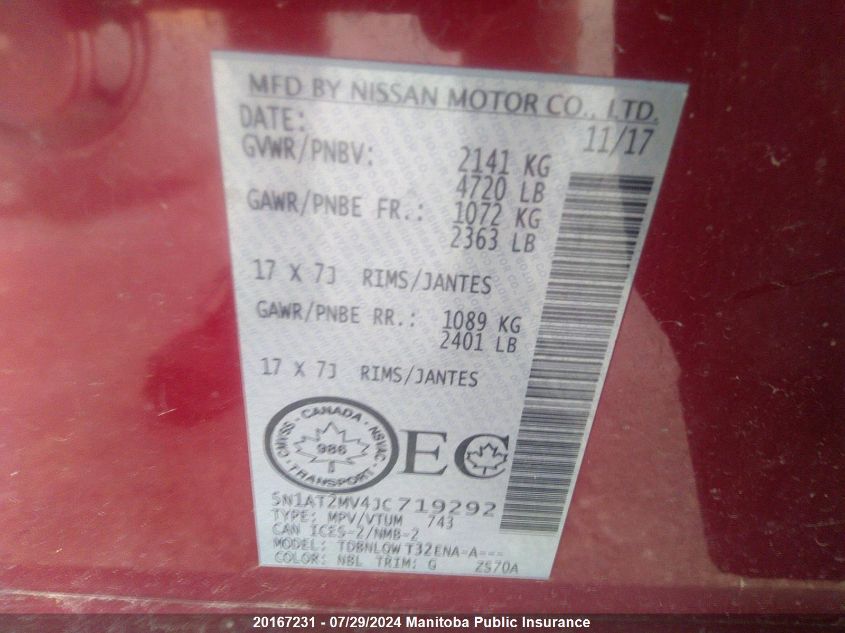 MFD BY NISSAN MOTOR CO., LTD.
DATE: 11/17
GVWR/PNBV: 2141 KG
4720 LB
GAWR/PNBE FR.: 1072 KG
2363 LB
17 X 7J RIMS/JANTES
GAWR/PNBE RR.: 1089 KG
2401 LB
17 X 7J RIMS/JANTES
CANADA
CMVSS - NSVAC
986
TRANSPORT
EC
5N1AT2MV4JC719292
TYPE: MPV/VTUM 743
CAN ICES-2/NMB-2
MODEL: TDBNLQW T32ENA-A---
COLOR: NBL TRIM: G ZS70A
20167231 - 07/29/2024 Manitoba Public Insurance